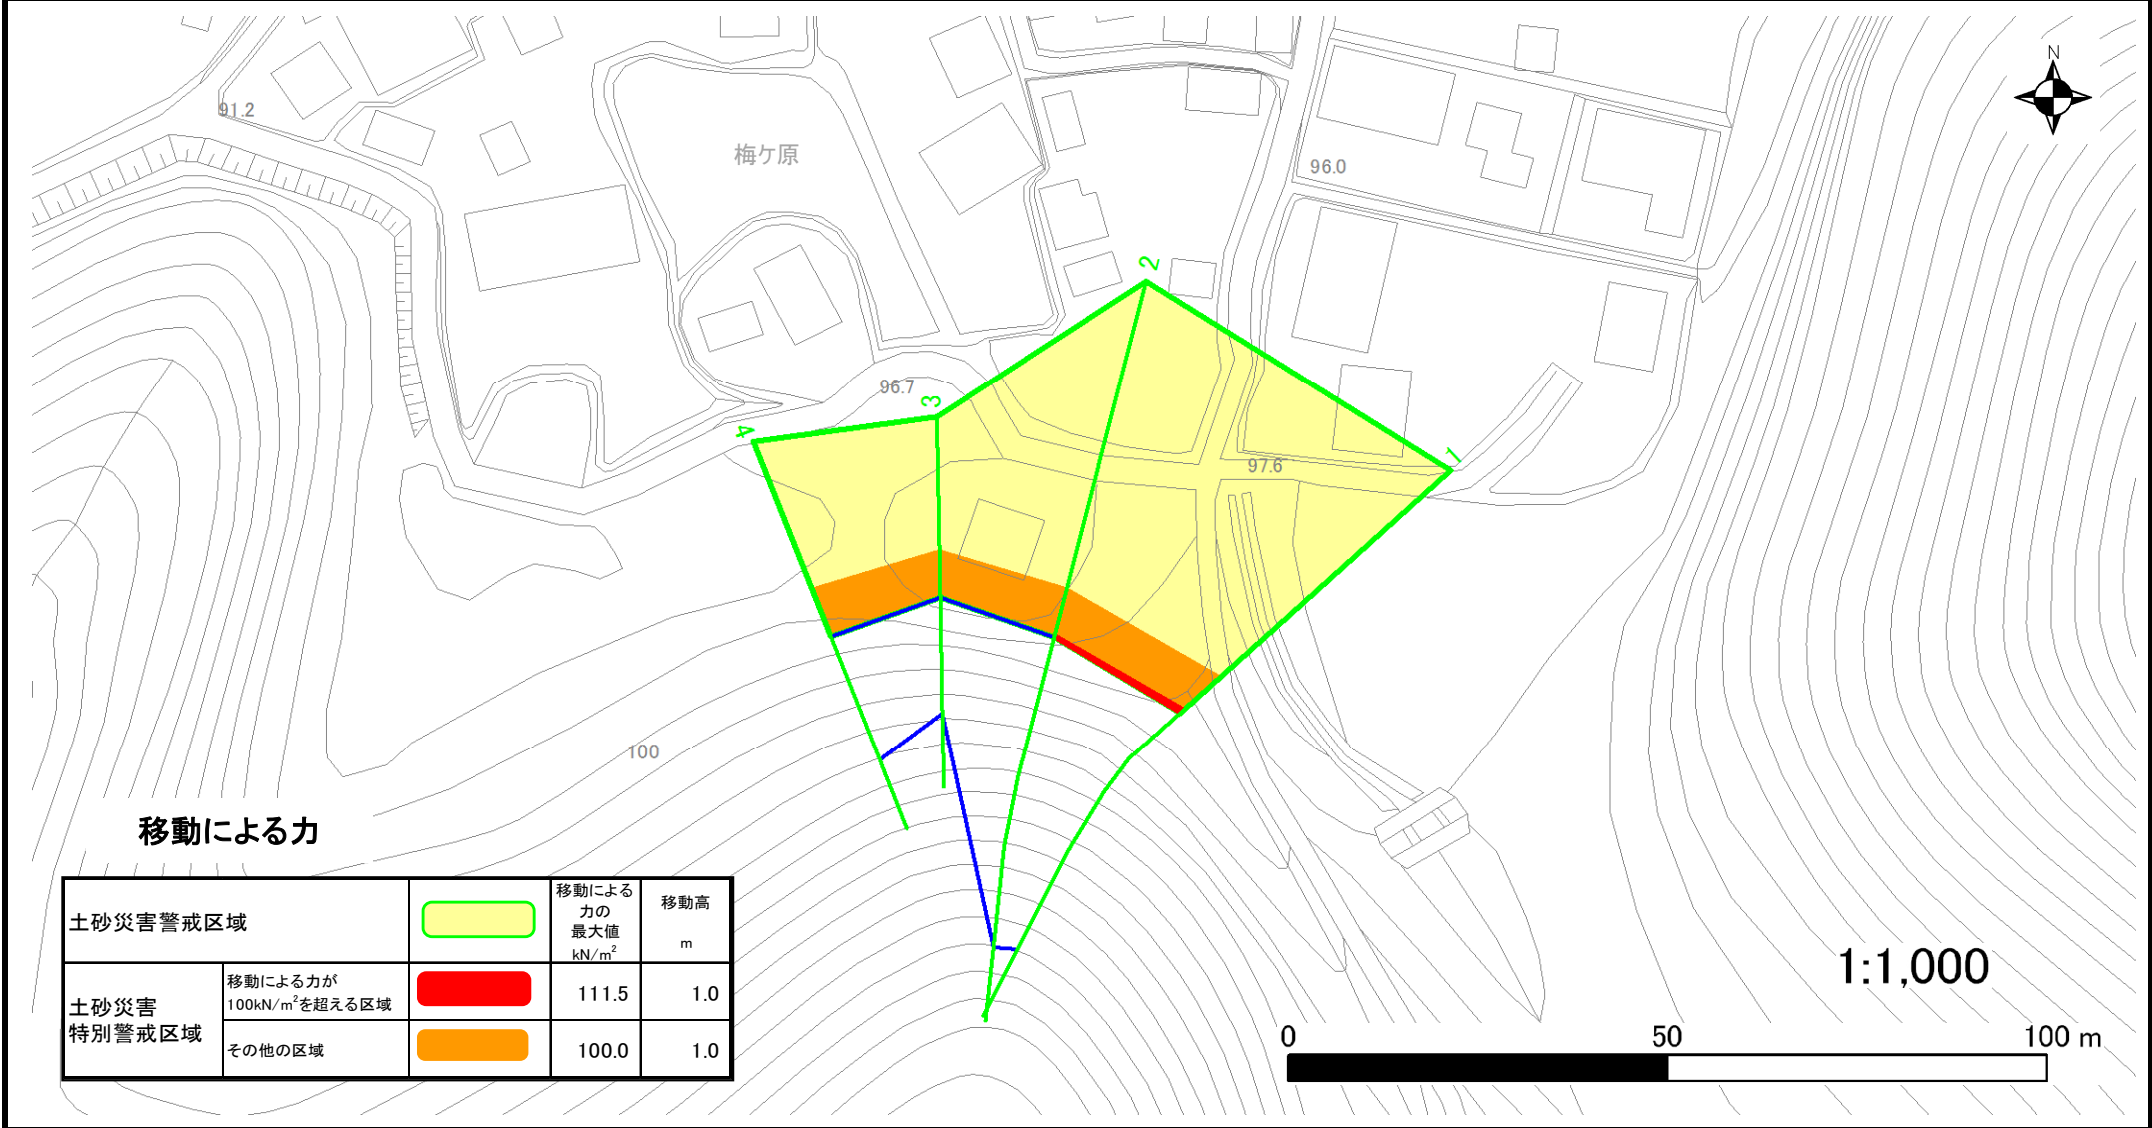 N
91.2
梅ケ原
96.0
2
96.7
3
4
1
97.6
100
移動による力
土砂災害警戒区域
移動による
力の
最大値
kN/m²
移動高
m
土砂災害
特別警戒区域
移動による力が
100kN/m²を超える区域
111.5
1.0
その他の区域
100.0
1.0
1:1,000
0
50
100 m